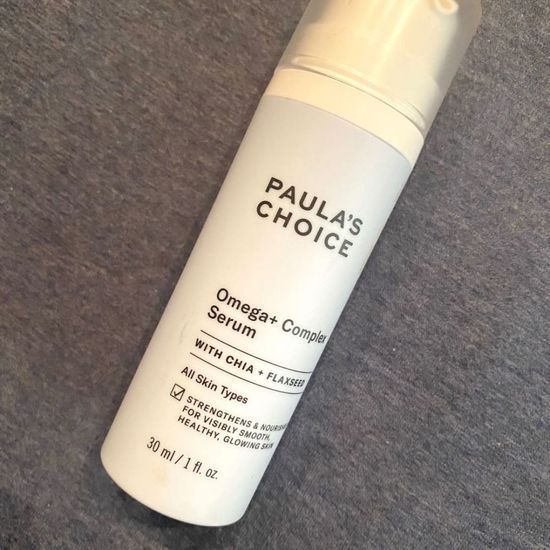 PAULA'S
CHOICE
Omega+ Complex
Serum
WITH CHIA + FLAXSEED
All Skin Types
STRENGTHENS & NOURISHES
FOR VISIBLY SMOOTH,
HEALTHY, GLOWING SKIN
30 ml / 1 fl. oz.